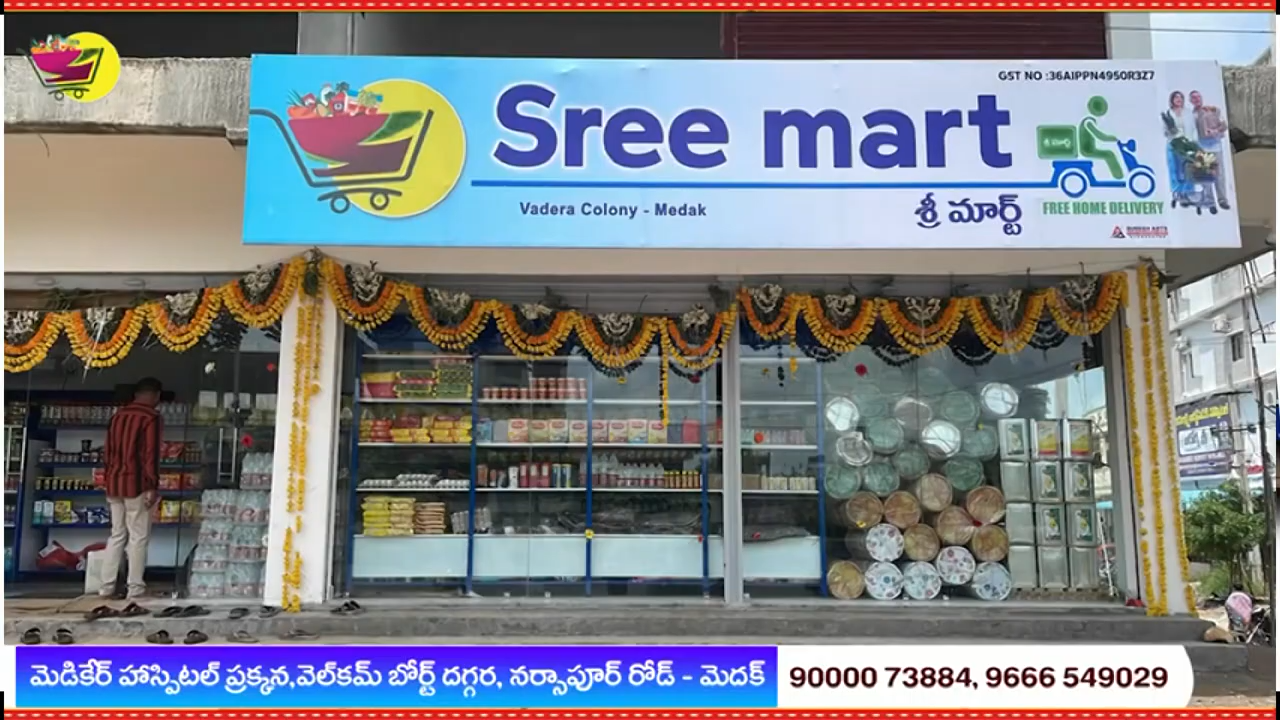 GST NO :36AIPPN4950R3Z7
Sree mart
శ్రీ మార్ట్
Vadera Colony - Medak
శ్రీ మార్ట్
FREE HOME DELIVERY
మెడికేర్ హాస్పిటల్ ప్రక్కన,వెల్‌కమ్ బోర్డ్ దగ్గర, నర్సాపూర్ రోడ్ - మెదక్
90000 73884, 9666 549029